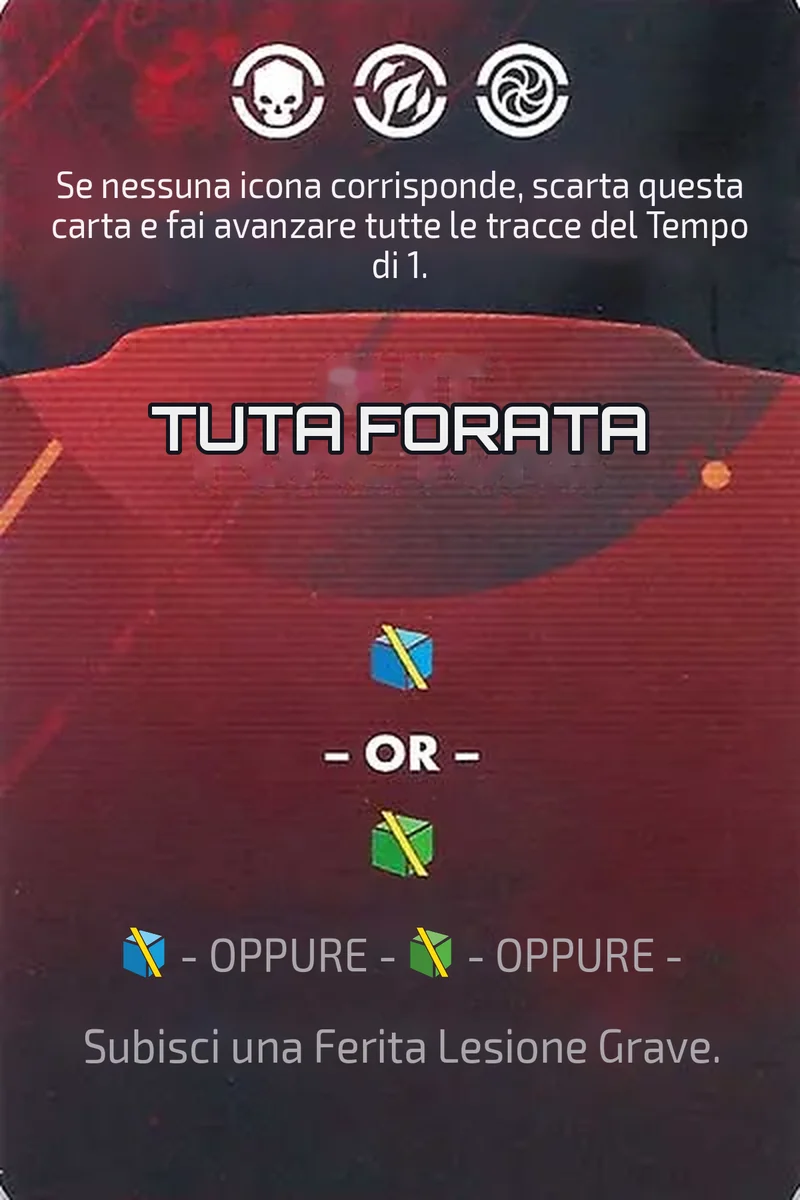 Se nessuna icona corrisponde, scarta questa
carta e fai avanzare tutte le tracce del Tempo
di 1.
TUTA FORATA
– OR –
- OPPURE - - OPPURE -
Subisci una Ferita Lesione Grave.